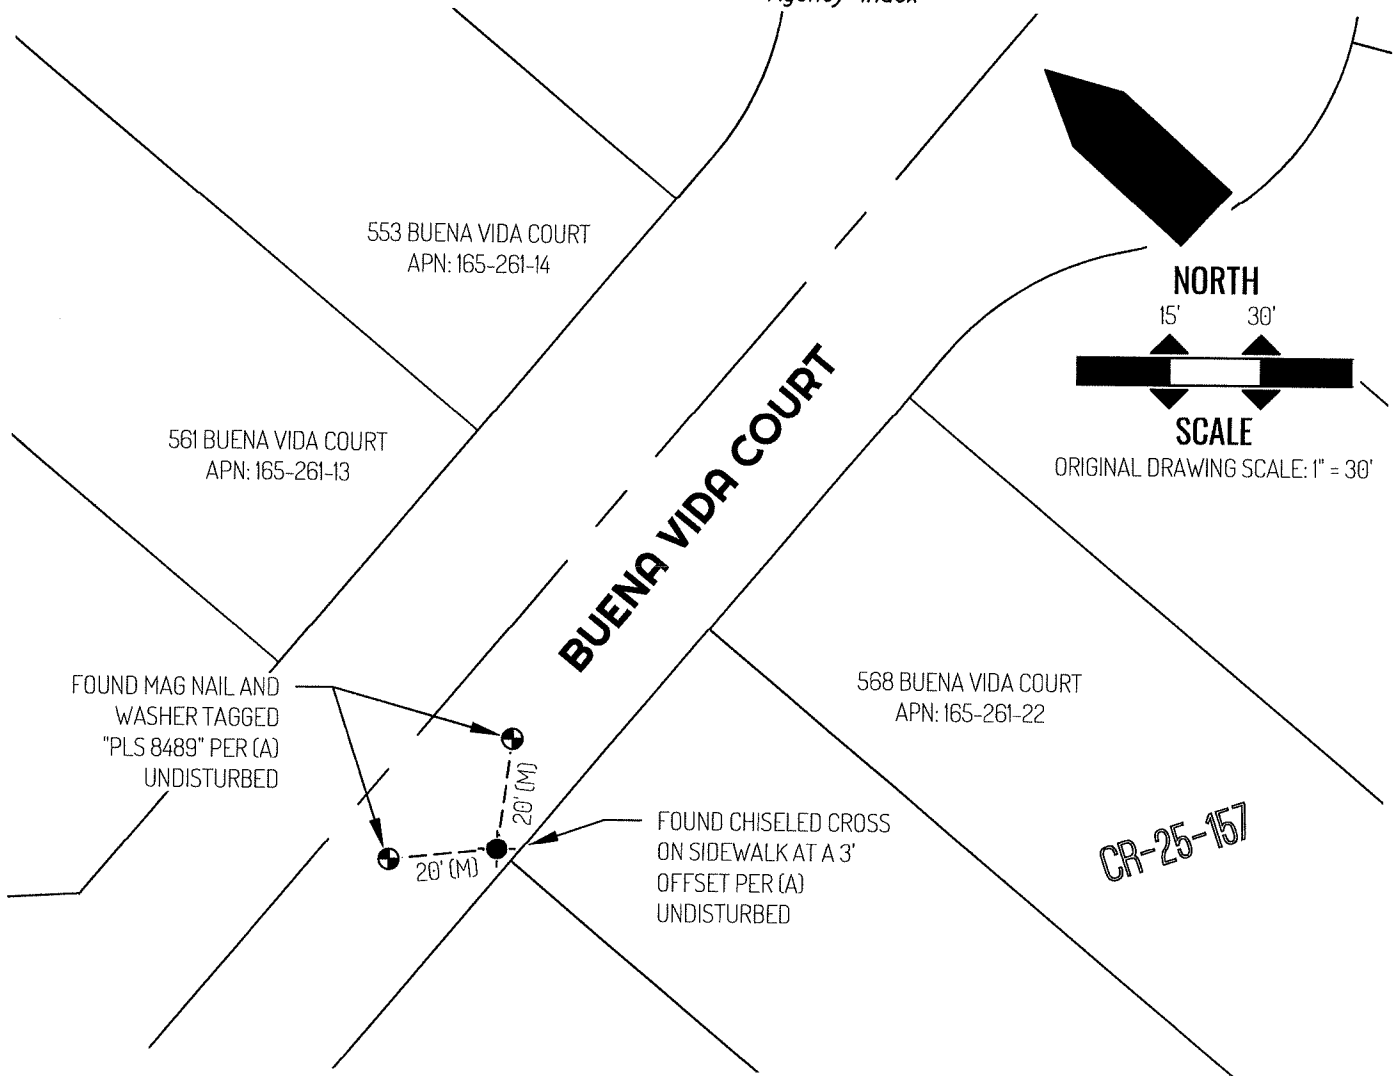 Agency Index
553 BUENA VIDA COURT
APN: 165-261-14
NORTH
15' 30'
SCALE
ORIGINAL DRAWING SCALE: 1" = 30'
561 BUENA VIDA COURT
APN: 165-261-13
BUENA VIDA COURT
FOUND MAG NAIL AND
WASHER TAGGED
"PLS 8489" PER (A)
UNDISTURBED
568 BUENA VIDA COURT
APN: 165-261-22
20' (M)
20' (M)
FOUND CHISELED CROSS
ON SIDEWALK AT A 3'
OFFSET PER (A)
UNDISTURBED
CR-25-157